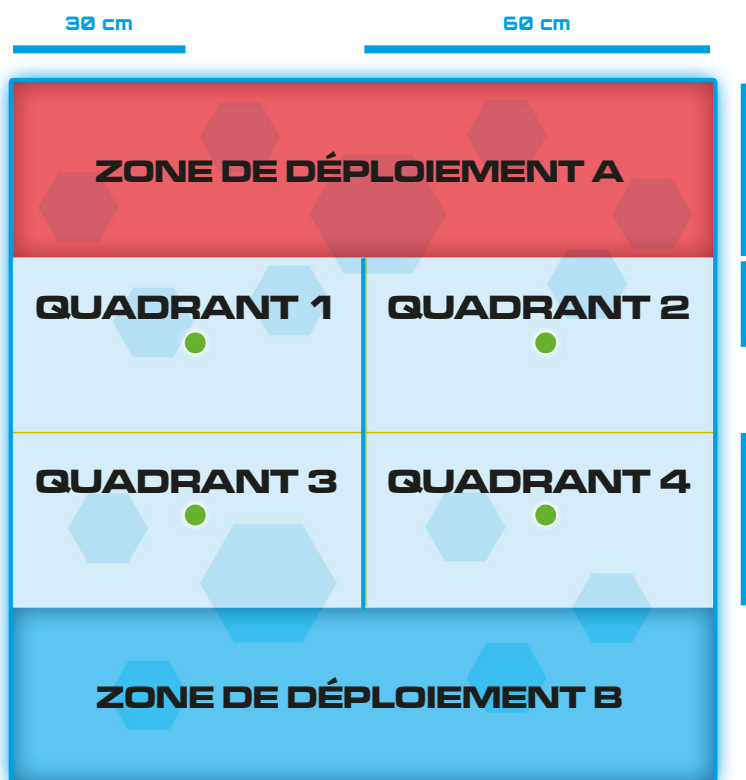 30 cm
60 cm
ZONE DE DÉPLOIEMENT A
QUADRANT 1
QUADRANT 2
QUADRANT 3
QUADRANT 4
ZONE DE DÉPLOIEMENT B